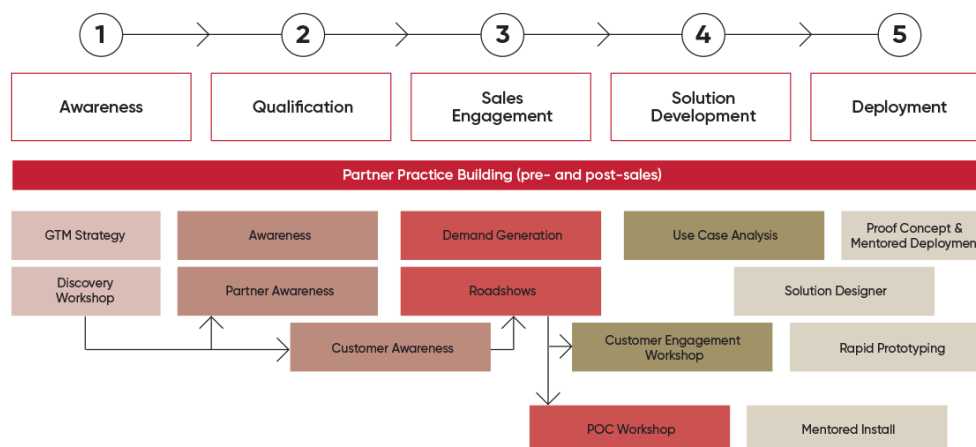 1
2
3
4
5
Awareness
Qualification
Sales
Engagement
Solution
Development
Deployment
Partner Practice Building (pre- and post-sales)
GTM Strategy
Awareness
Demand Generation
Use Case Analysis
Proof Concept &
Mentored Deployment
Discovery
Workshop
Partner Awareness
Roadshows
Solution Designer
Customer Awareness
Customer Engagement
Workshop
Rapid Prototyping
POC Workshop
Mentored Install